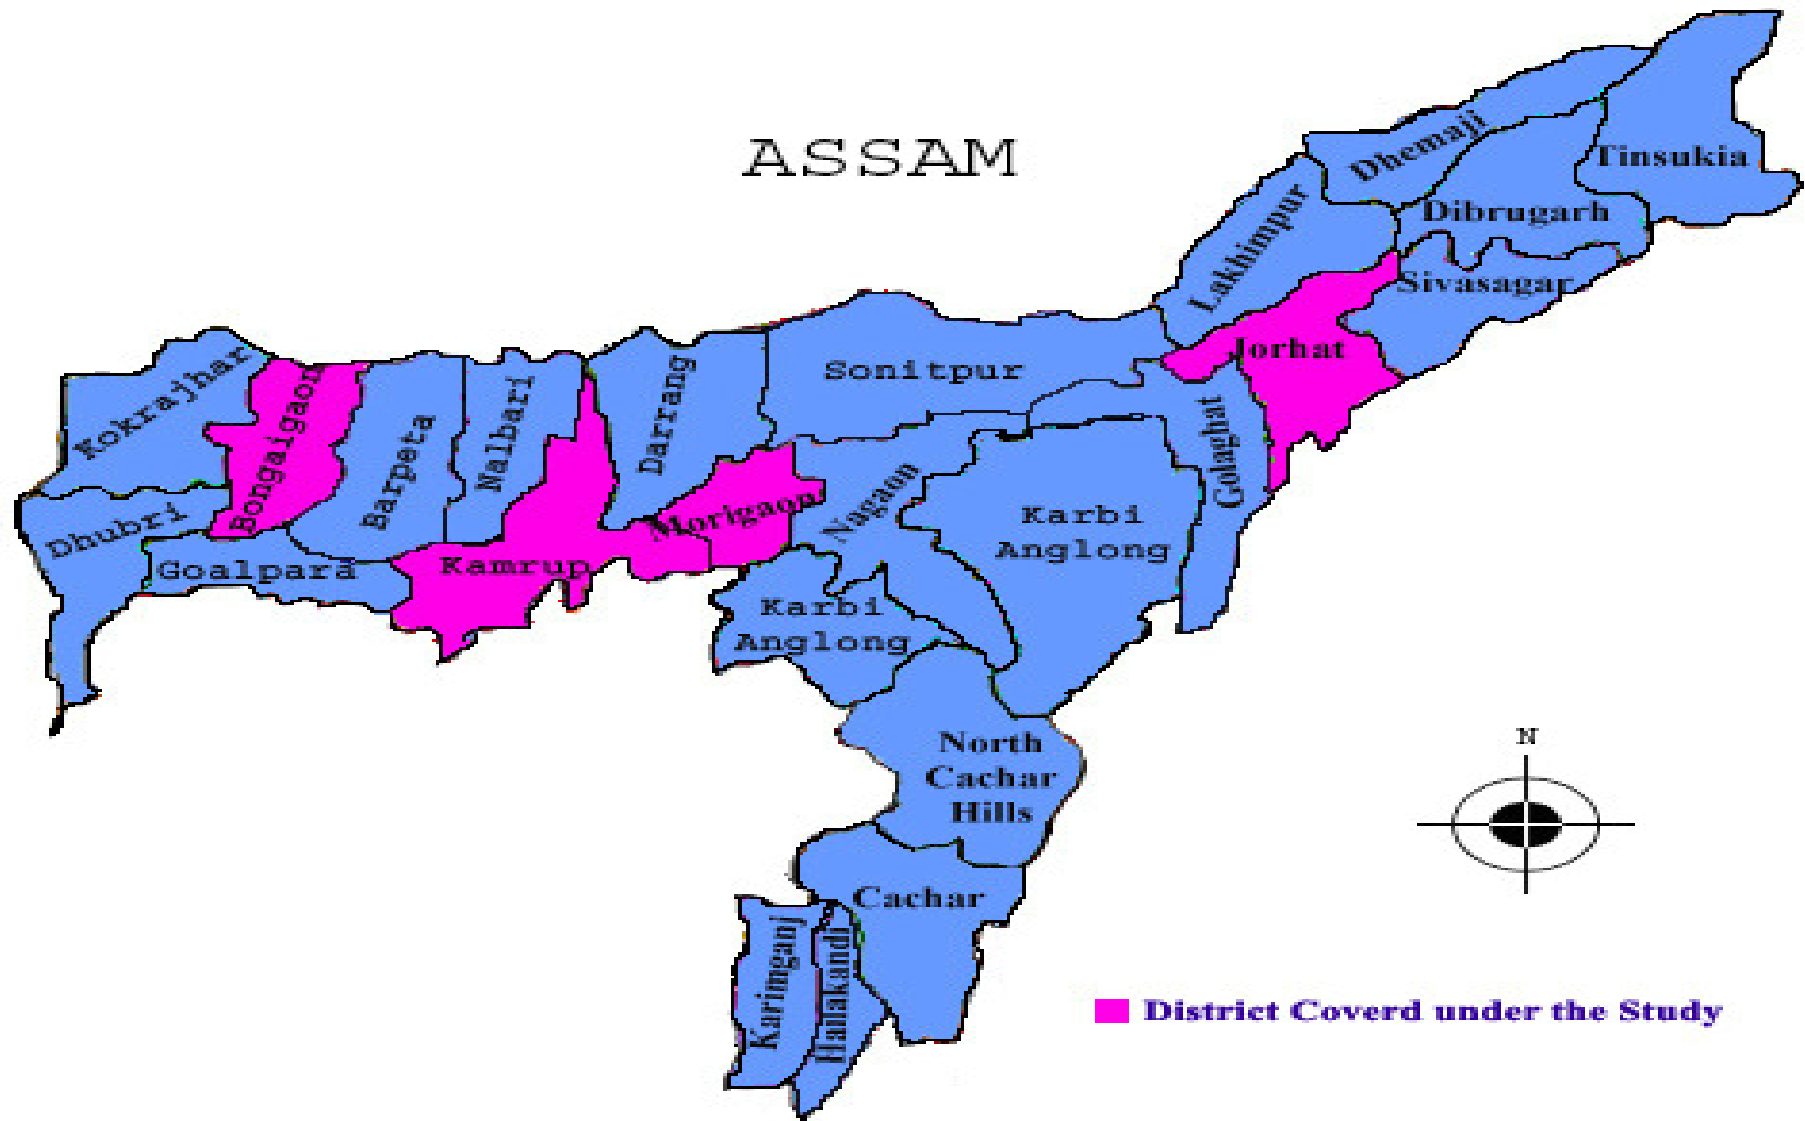 ASSAM
Dhemaji
Tinsukia
Dibrugarh
Lakhimpur
Sivasagar
Jorhat
Sonitpur
Kokrajhar
Bongaigaon
Barpeta
Nalbari
Darrang
Golaghat
Dhubri
Morigaon
Nagaon
Karbi
Anglong
Goalpara
Kamrup
Karbi
Anglong
North
Cachar
Hills
N
Cachar
Karimganj
Hailakandi
District Coverd under the Study